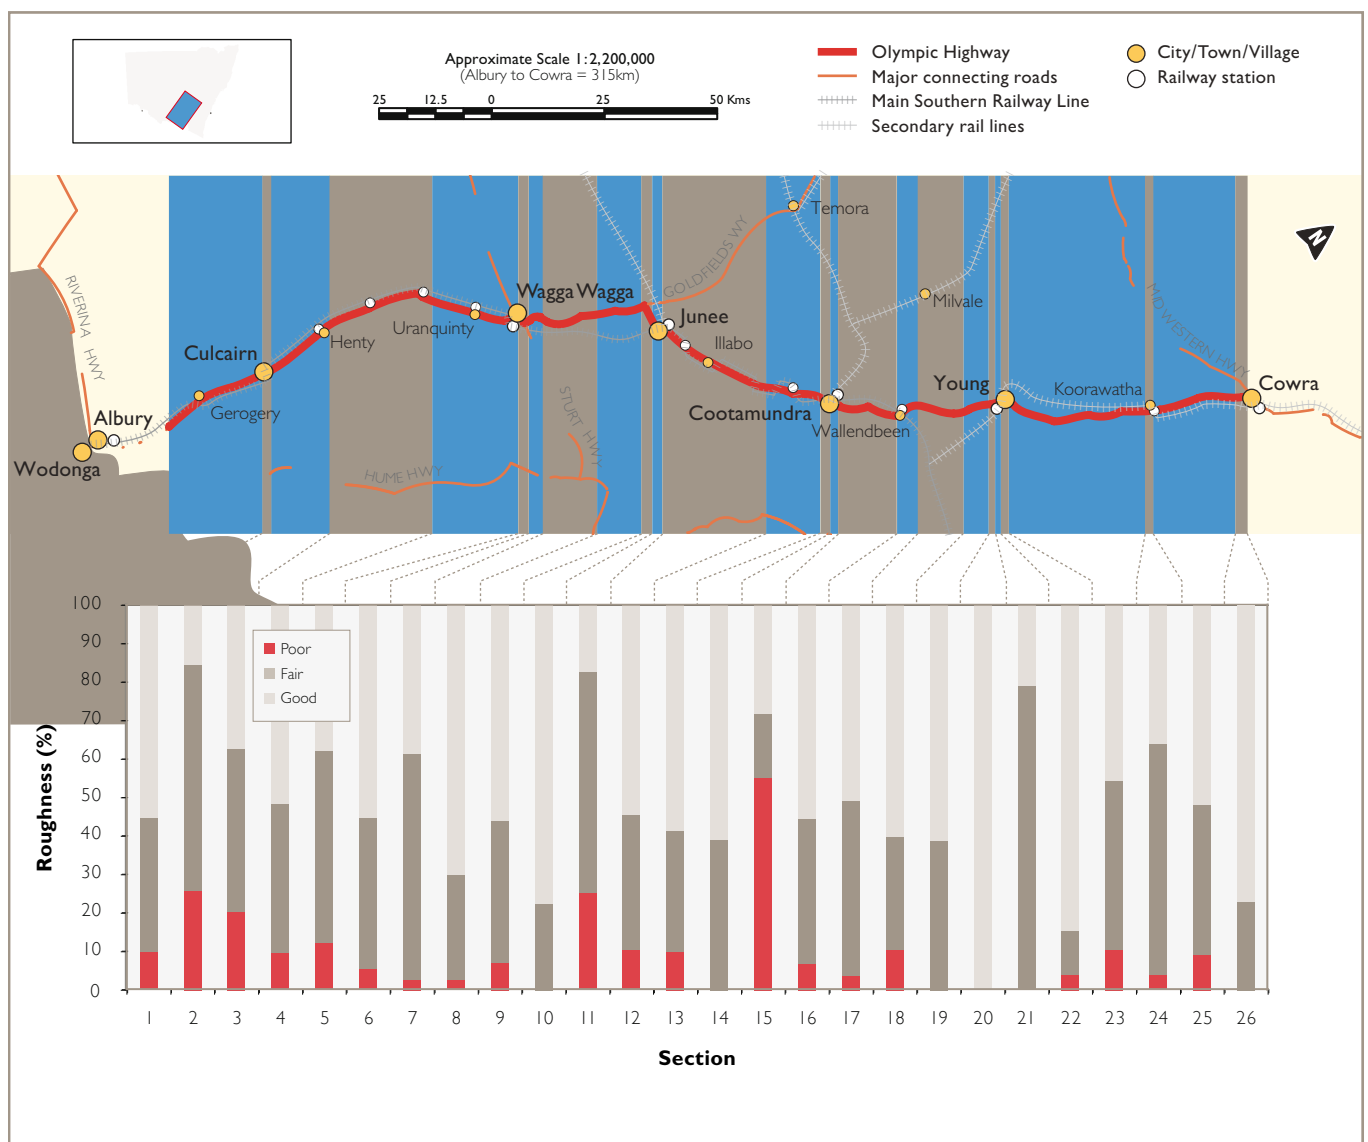 Approximate Scale 1:2,200,000
(Albury to Cowra = 315km)
25 12.5 0 25 50 Kms
Olympic Highway
Major connecting roads
Main Southern Railway Line
Secondary rail lines
City/Town/Village
Railway station
N
Temora
GOLDFIELDS WY
RIVERINA HWY
Wagga Wagga
Milvale
MIDWESTERN HWY
Uranquinty
Junee
Henty
Illabo
Culcairn
Young
Koorawatha
Cowra
Gerogery
Albury
Cootamundra
Wallendbeen
STURT HWY
Wodonga
HUME HWY
Roughness (%)
100
90
80
70
60
50
40
30
20
10
0
Poor
Fair
Good
1 2 3 4 5 6 7 8 9 10 11 12 13 14 15 16 17 18 19 20 21 22 23 24 25 26
Section